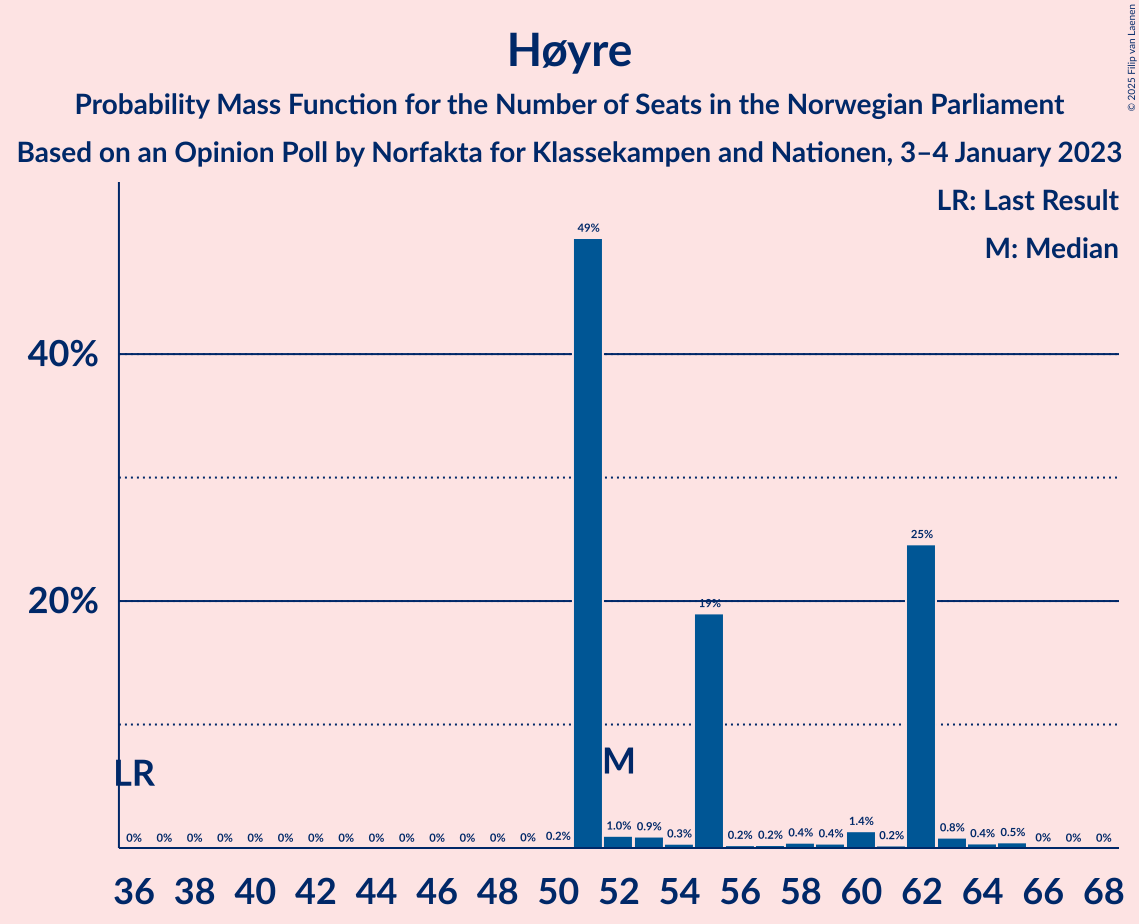 Høyre
Probability Mass Function for the Number of Seats in the Norwegian Parliament
Based on an Opinion Poll by Norfakta for Klassekampen and Nationen, 3–4 January 2023
© 2025 Filip van Laenen
LR: Last Result
M: Median
49%
40%
25%
20%
19%
LR
M
0% 0% 0% 0% 0% 0% 0% 0% 0% 0% 0% 0% 0% 0% 0.2% 1.0% 0.9% 0.3% 0.2% 0.2% 0.4% 0.4% 1.4% 0.2% 0.8% 0.4% 0.5% 0% 0% 0%
36 38 40 42 44 46 48 50 52 54 56 58 60 62 64 66 68